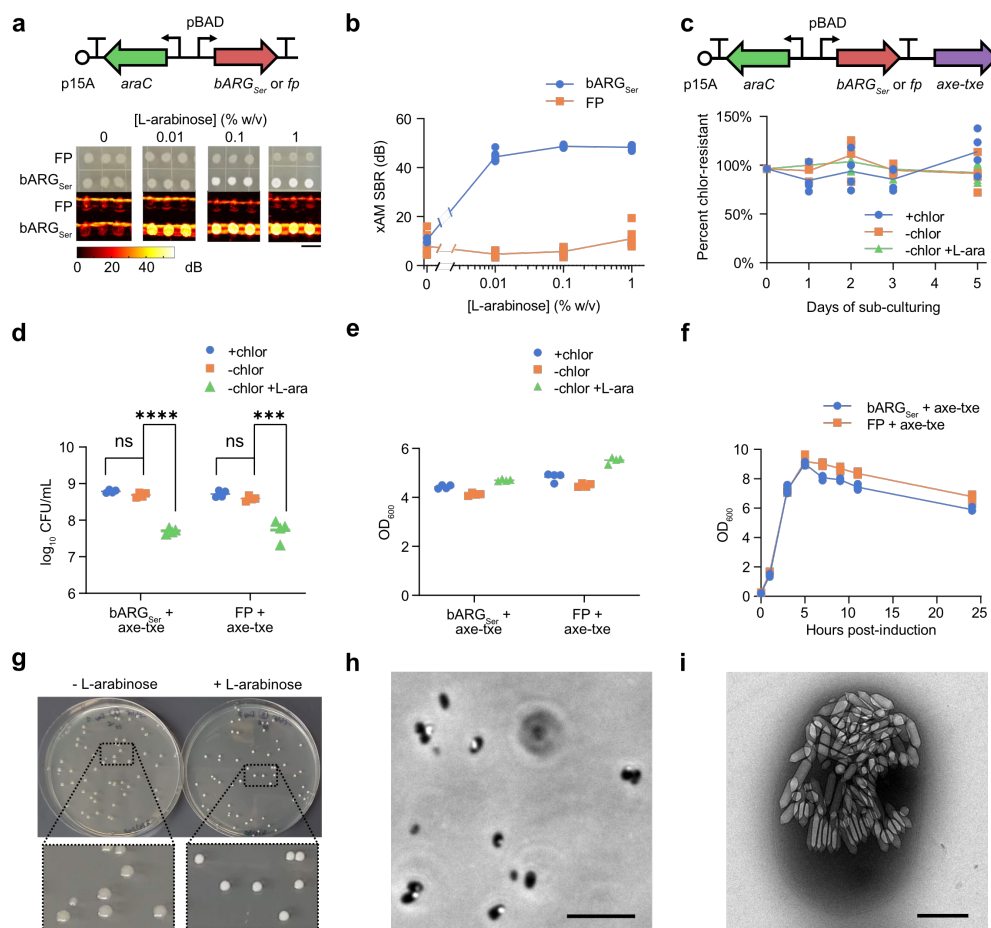 a
pBAD
p15A araC bARGSer or fp
[L-arabinose] (% w/v)
0 0.01 0.1 1
FP
bARGSer
FP
bARGSer
0 20 40
dB
b
bARGSer
FP
xAM SBR (dB)
60
40
20
0
0 0.01 0.1 1
[L-arabinose] (% w/v)
c
pBAD
p15A araC bARGSer or fp axe-txe
Percent chlor-resistant
150%
100%
50%
0%
+chlor
-chlor
-chlor +L-ara
0 1 2 3 4 5
Days of sub-culturing
d
+chlor
-chlor
-chlor +L-ara
**** ***
ns ns
log10 CFU/mL
10
9
8
7
6
bARGSer + FP +
axe-txe axe-txe
e
+chlor
-chlor
-chlor +L-ara
OD600
6
4
2
0
bARGSer + FP +
axe-txe axe-txe
f
bARGSer + axe-txe
FP + axe-txe
OD600
10
8
6
4
2
0
0 5 10 15 20 25
Hours post-induction
g
- L-arabinose + L-arabinose
h
i